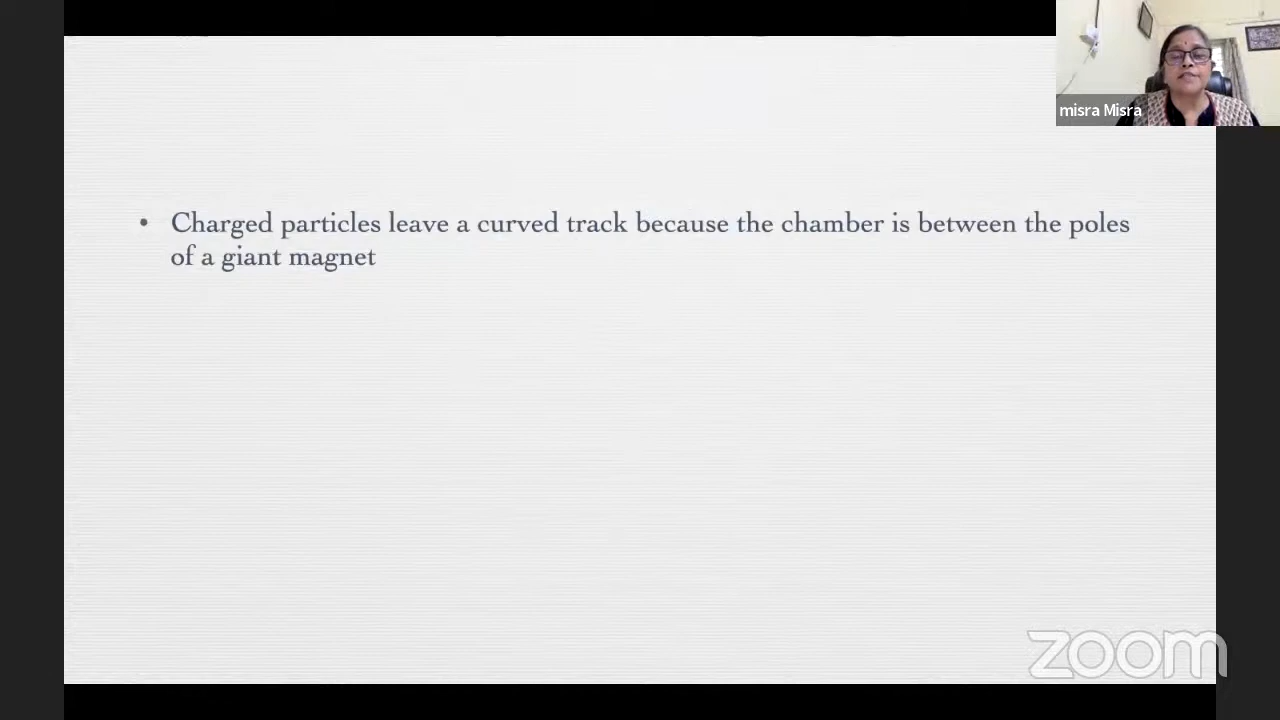 misra Misra
• Charged particles leave a curved track because the chamber is between the poles
of a giant magnet
zoom